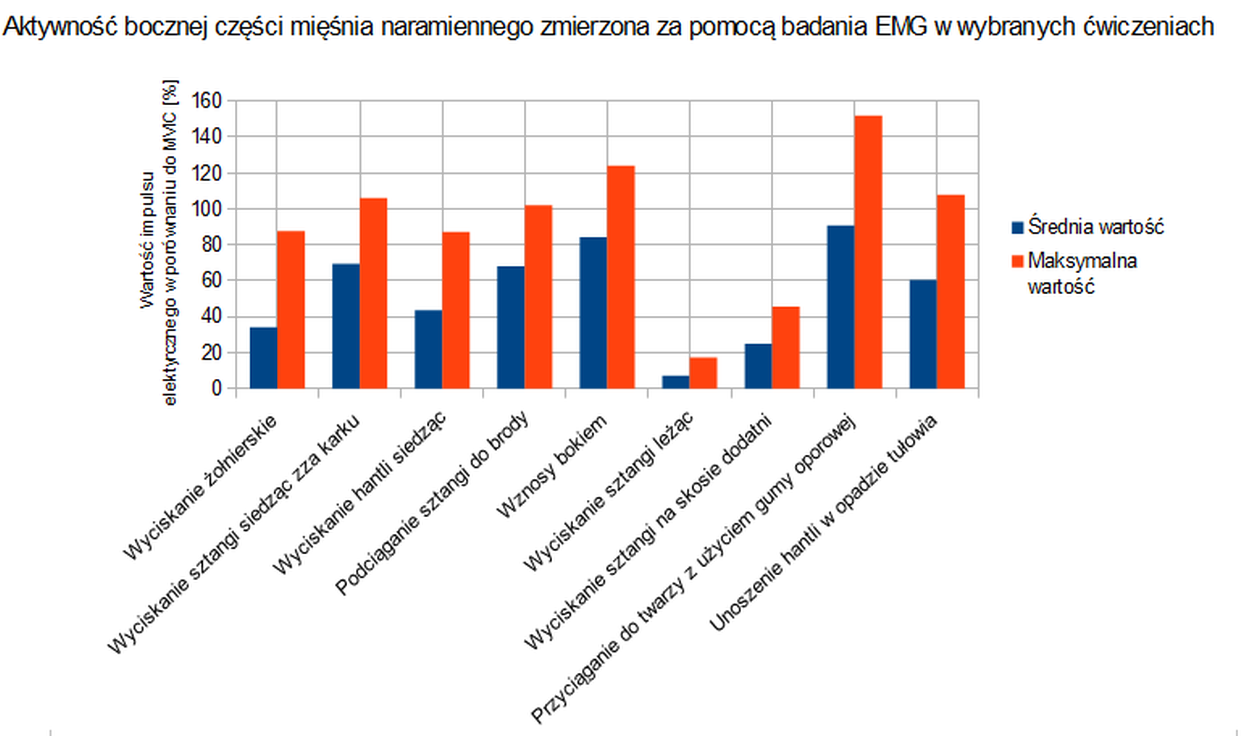 Aktywność bocznej części mięśnia naramiennego zmierzona za pomocą badania EMG w wybranych ćwiczeniach
Wartość impulsu
elektyrcznego w porównaniu do MVIC [%]
160
140
120
100
80
60
40
20
0
Średnia wartość
Maksymalna
wartość
Wyciskanie żołnierskie
Wyciskanie sztangi siedząc zza karku
Wyciskanie hantli siedząc
Podciąganie sztangi do brody
Wznosy bokiem
Wyciskanie sztangi leżąc
Wyciskanie sztangi na skosie dodatni
Przyciąganie do twarzy z użyciem gumy oporowej
Unoszenie hantli w opadzie tułowia